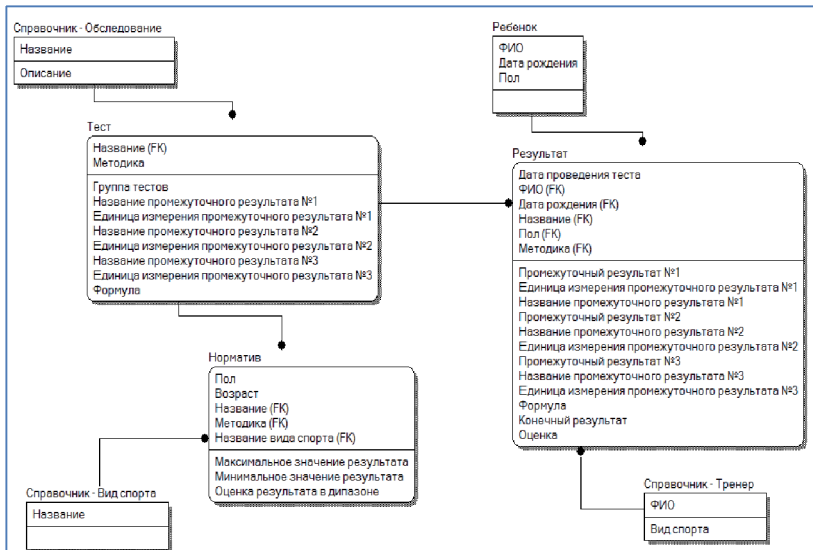 Справочник - Обследование
Название
Описание
Ребенок
ФИО
Дата рождения
Пол
Тест
Название (FK)
Методика
Группа тестов
Название промежуточного результата №1
Единица измерения промежуточного результата №1
Название промежуточного результата №2
Единица измерения промежуточного результата №2
Название промежуточного результата №3
Единица измерения промежуточного результата №3
Формула
Результат
Дата проведения теста
ФИО (FK)
Дата рождения (FK)
Название (FK)
Пол (FK)
Методика (FK)
Промежуточный результат №1
Единица измерения промежуточного результата №1
Название промежуточного результата №1
Промежуточный результат №2
Название промежуточного результата №2
Единица измерения промежуточного результата №2
Промежуточный результат №3
Название промежуточного результата №3
Единица измерения промежуточного результата №3
Формула
Конечный результат
Оценка
Норматив
Пол
Возраст
Название (FK)
Методика (FK)
Название вида спорта (FK)
Максимальное значение результата
Минимальное значение результата
Оценка результата в дипазоне
Справочник - Вид спорта
Название
Справочник - Тренер
ФИО
Вид спорта